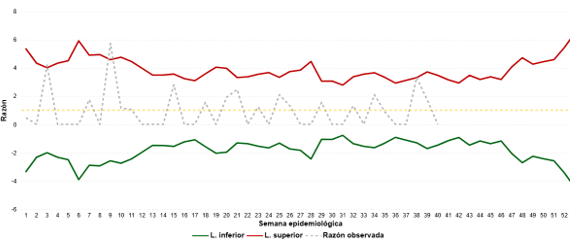 8
6
4
2
0
-2
-4
-6
Razón
1 2 3 4 5 6 7 8 9 10 11 12 13 14 15 16 17 18 19 20 21 22 23 24 25 26 27 28 29 30 31 32 33 34 35 36 37 38 39 40 41 42 43 44 45 46 47 48 49 50 51 52
Semana epidemiológica
L. inferior L. superior Razón observada